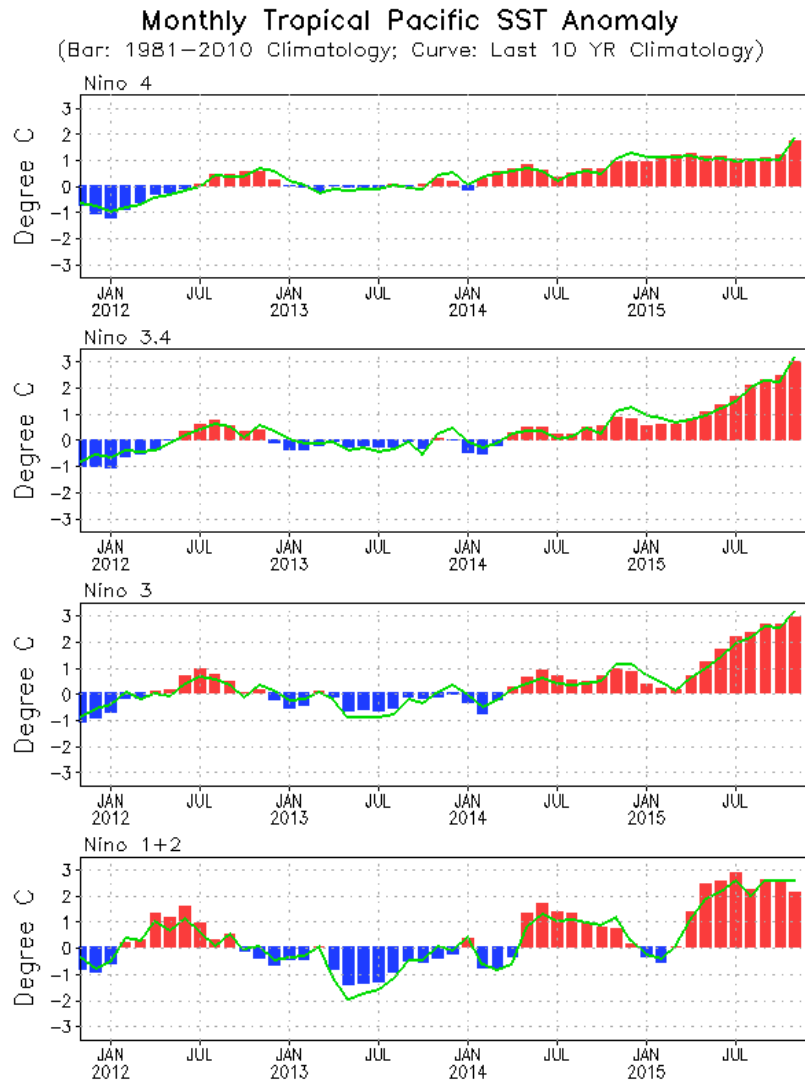 Monthly Tropical Pacific SST Anomaly
(Bar: 1981-2010 Climatology; Curve: Last 10 YR Climatology)
Nino 4
Degree C
3
2
1
0
-1
-2
-3
JAN JUL JAN JUL JAN JUL JAN JUL
2012 2013 2014 2015
Nino 3.4
Degree C
3
2
1
0
-1
-2
-3
JAN JUL JAN JUL JAN JUL JAN JUL
2012 2013 2014 2015
Nino 3
Degree C
3
2
1
0
-1
-2
-3
JAN JUL JAN JUL JAN JUL JAN JUL
2012 2013 2014 2015
Nino 1+2
Degree C
3
2
1
0
-1
-2
-3
JAN JUL JAN JUL JAN JUL JAN JUL
2012 2013 2014 2015